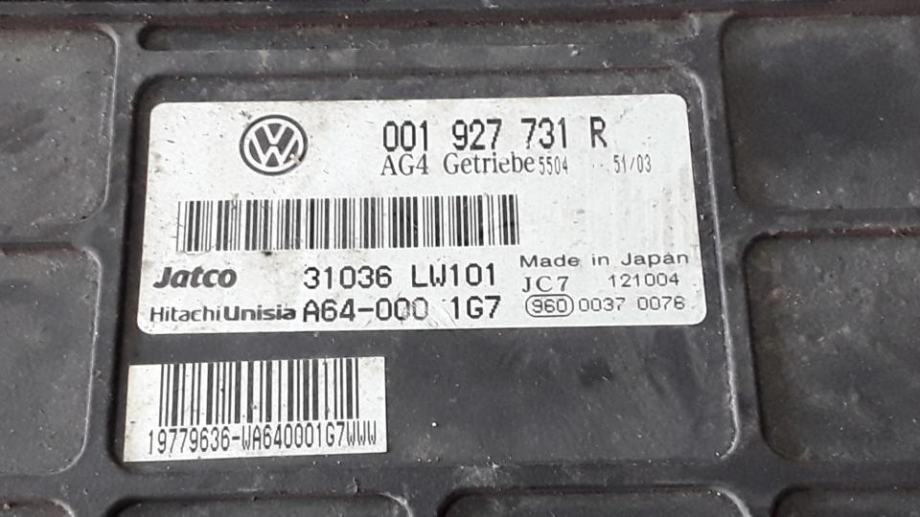 001 927 731 R
AG4 Getriebe 5504 51/03
Jatco 31036 LW101
Made in Japan
JC7 121004
HitachiUnisia A64-000 1G7
960 0037 0076
19779636-WA640001G7WWW